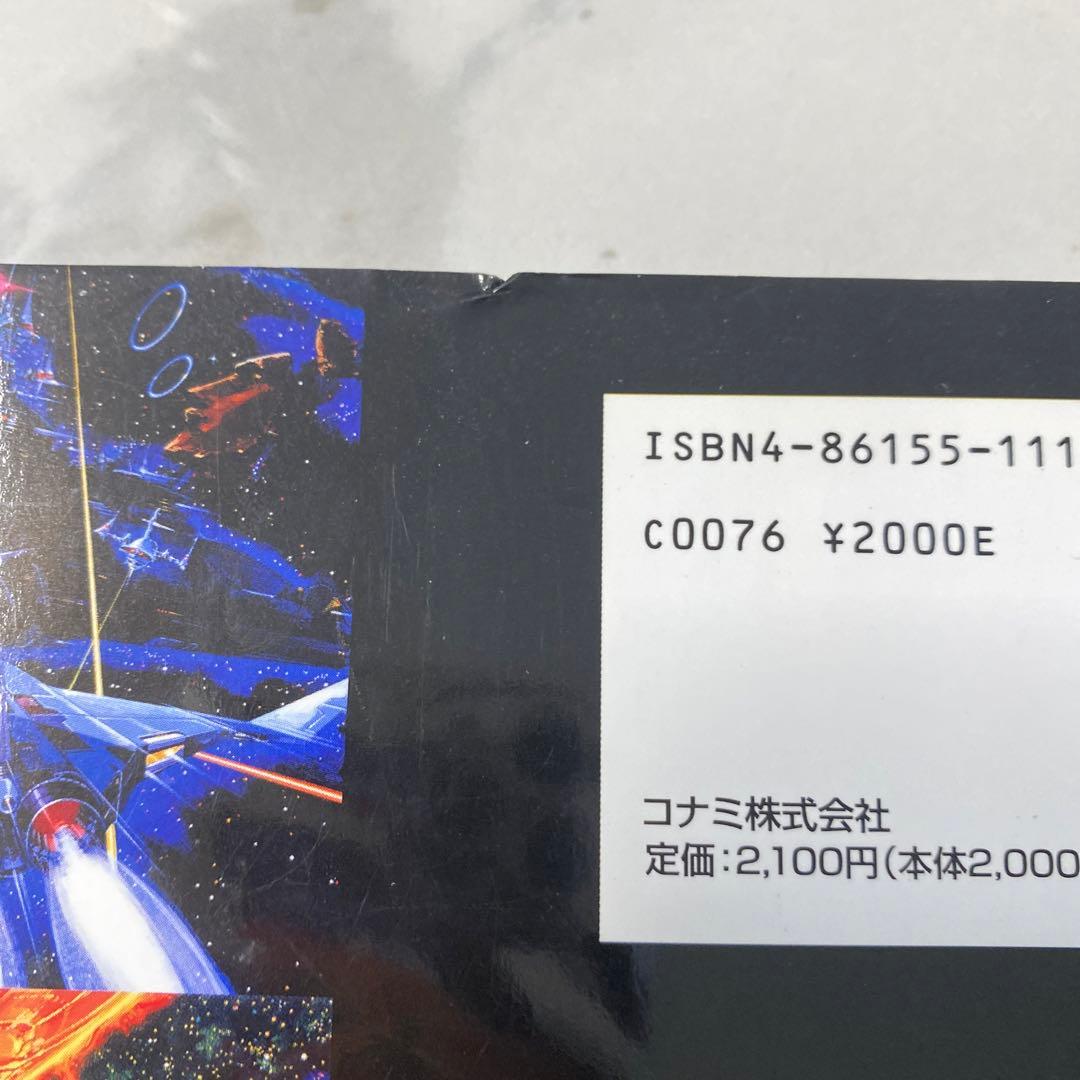 ISBN4-86155-111
C0076 ¥2000E
コナミ株式会社
定価:2,100円(本体2,000